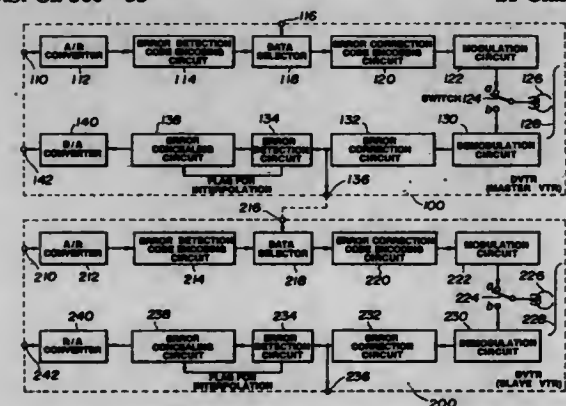 116
A/D CONVERTER
ERROR DETECTION CODE ENCODING CIRCUIT
DATA SELECTOR
ERROR CORRECTION CODE ENCODING CIRCUIT
MODULATION CIRCUIT
110
112
114
118
120
122
126
SWITCH 124
a
b
128
140
138
134
132
130
D/A CONVERTER
ERROR CONCEALING CIRCUIT
ERROR DETECTION CIRCUIT
ERROR CORRECTION CIRCUIT
DEMODULATION CIRCUIT
142
FLAG FOR INTERPOLATION
136
DVTR (MASTER VTR)
100
216
A/D CONVERTER
ERROR DETECTION CODE ENCODING CIRCUIT
DATA SELECTOR
ERROR CORRECTION CODE ENCODING CIRCUIT
MODULATION CIRCUIT
210
212
214
218
220
222
226
224
a
b
228
240
238
234
232
230
D/A CONVERTER
ERROR CONCEALING CIRCUIT
ERROR DETECTION CIRCUIT
ERROR CORRECTION CIRCUIT
DEMODULATION CIRCUIT
242
FLAG FOR INTERPOLATION
236
DVTR (SLAVE VTR)
200